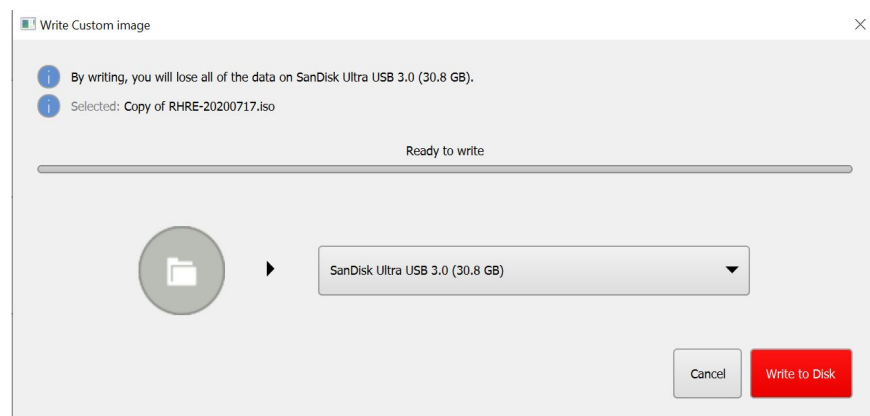 Write Custom image
By writing, you will lose all of the data on SanDisk Ultra USB 3.0 (30.8 GB).
Selected: Copy of RHRE-20200717.iso
Ready to write
SanDisk Ultra USB 3.0 (30.8 GB)
Cancel
Write to Disk